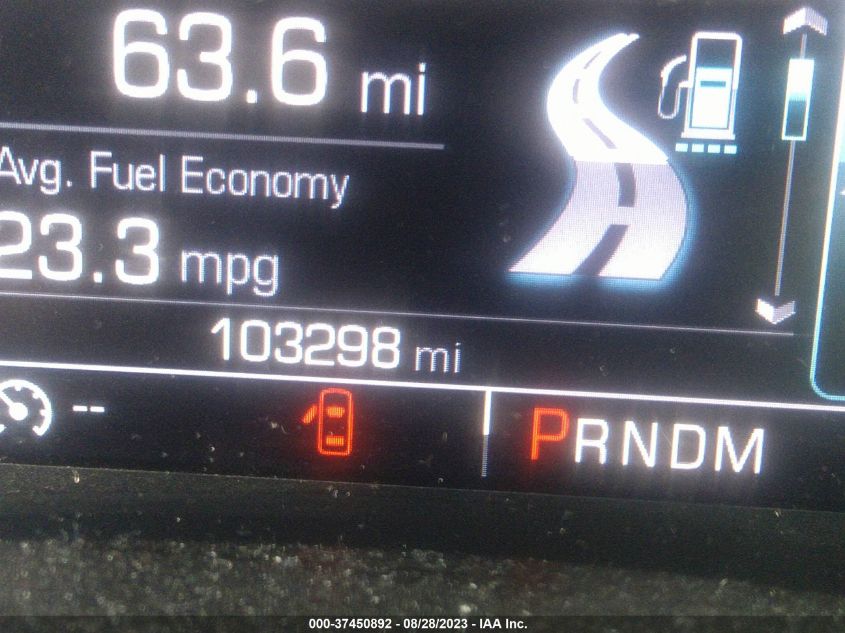 63.6 mi
Avg. Fuel Economy
23.3 mpg
103298 mi
--
PRNDM
000-37450892 - 08/28/2023 - IAA Inc.